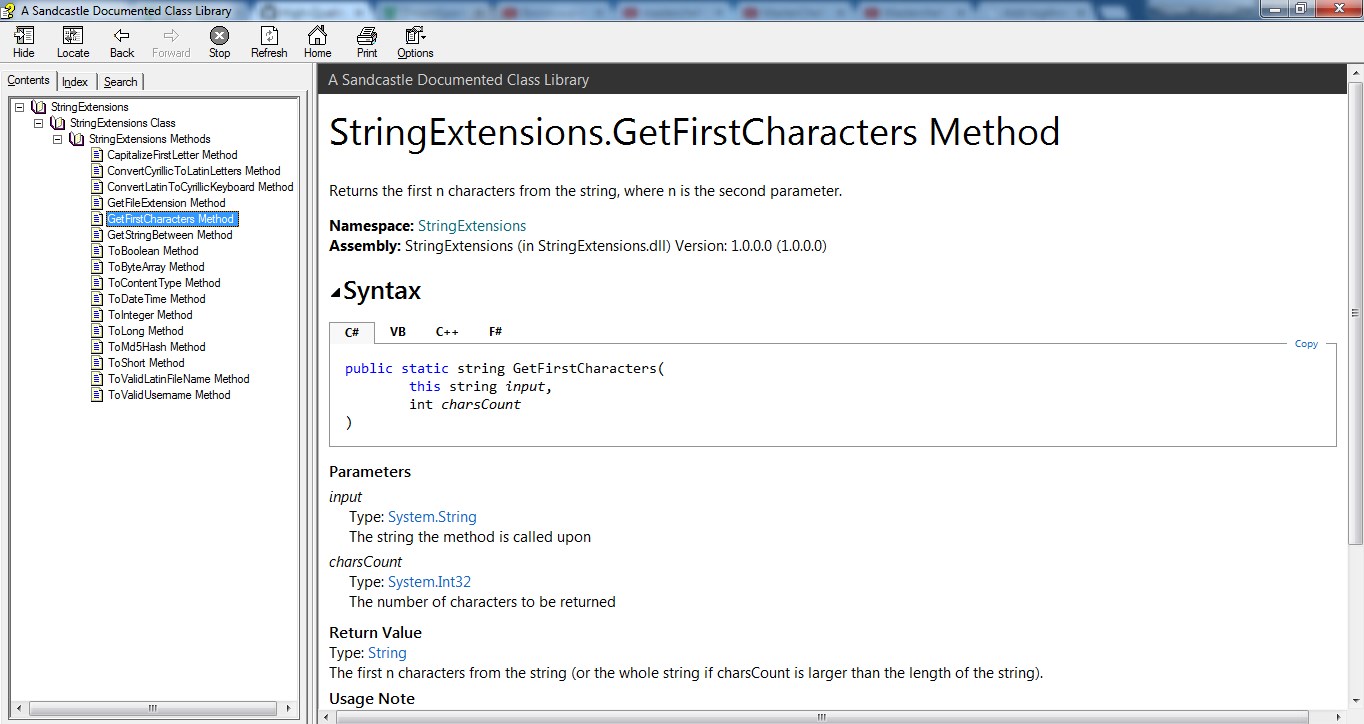 A Sandcastle Documented Class Library
Hide Locate Back Forward Stop Refresh Home Print Options
Contents Index Search
StringExtensions
StringExtensions Class
StringExtensions Methods
CapitalizeFirstLetter Method
ConvertCyrillicToLatinLetters Method
ConvertLatinToCyrillicKeyboard Method
GetFileExtension Method
GetFirstCharacters Method
GetStringBetween Method
ToBoolean Method
ToByteArray Method
ToContentType Method
ToDateTime Method
ToInteger Method
ToLong Method
ToMd5Hash Method
ToShort Method
ToValidLatinFileName Method
ToValidUsername Method
A Sandcastle Documented Class Library
StringExtensions.GetFirstCharacters Method
Returns the first n characters from the string, where n is the second parameter.
Namespace: StringExtensions
Assembly: StringExtensions (in StringExtensions.dll) Version: 1.0.0.0 (1.0.0.0)
Syntax
C# VB C++ F#
Copy
public static string GetFirstCharacters(
this string input,
int charsCount
)
Parameters
input
Type: System.String
The string the method is called upon
charsCount
Type: System.Int32
The number of characters to be returned
Return Value
Type: String
The first n characters from the string (or the whole string if charsCount is larger than the length of the string).
Usage Note